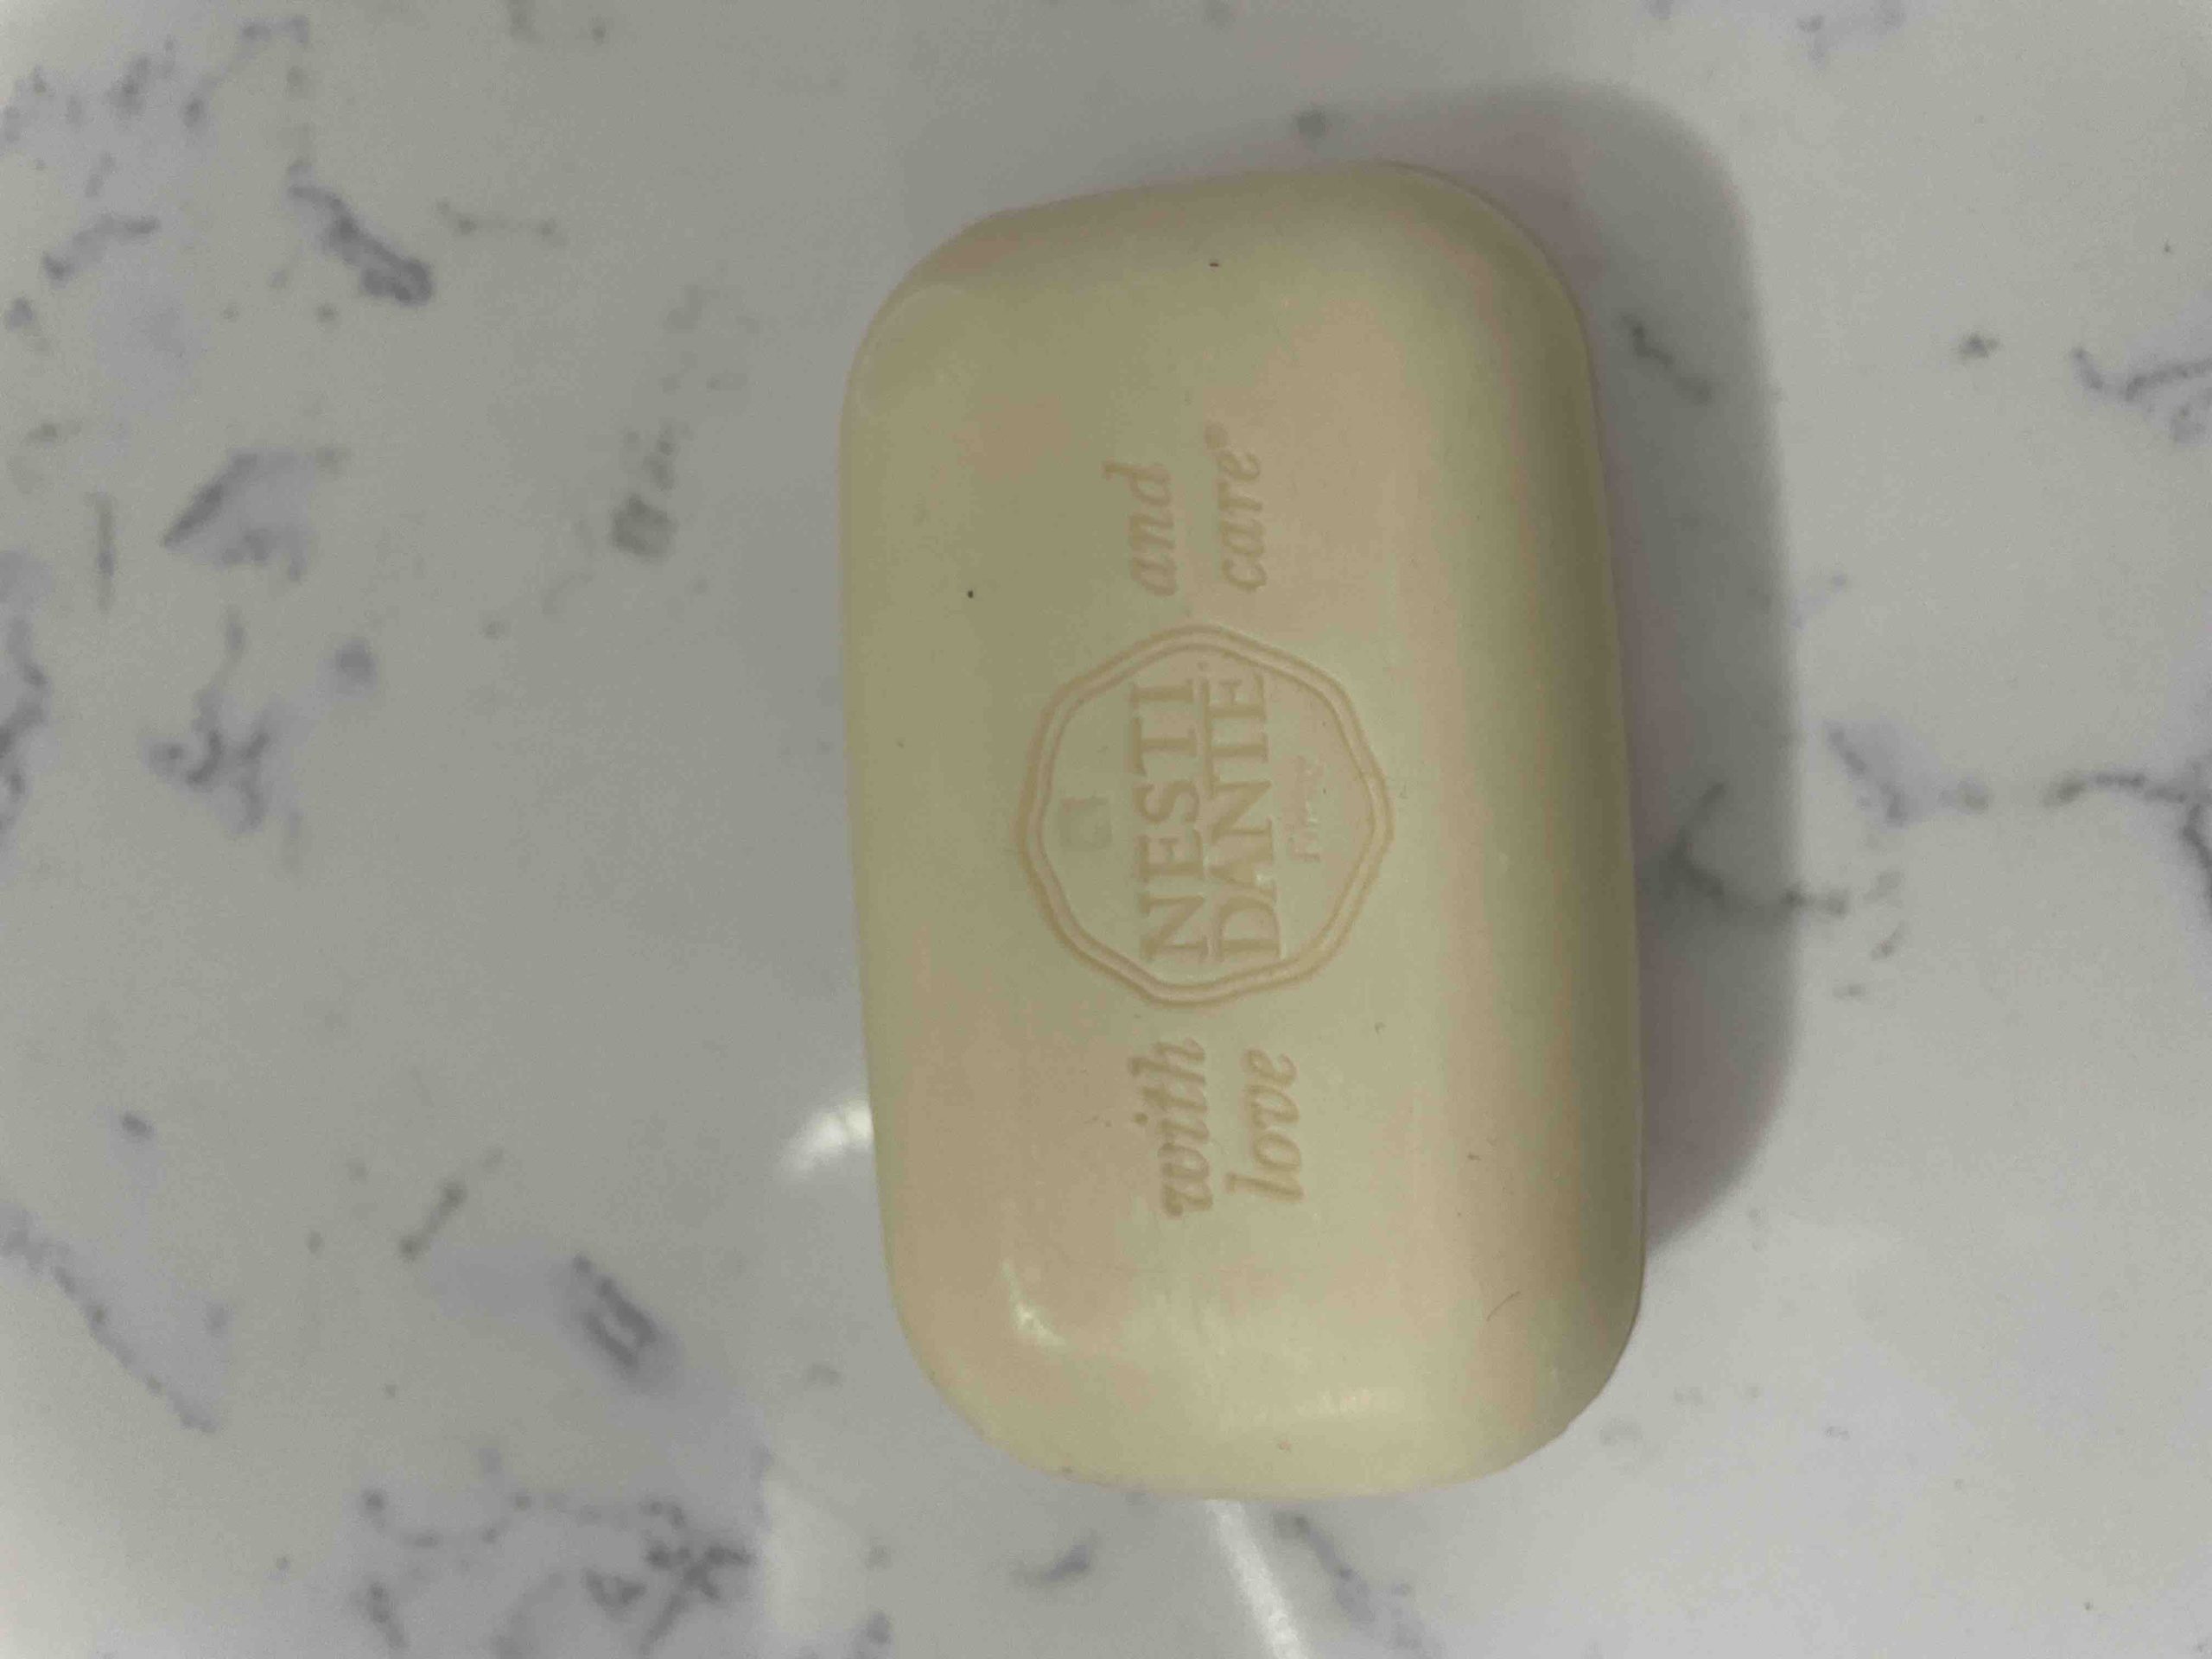 with
love
NESTI
DANTE
and
care®